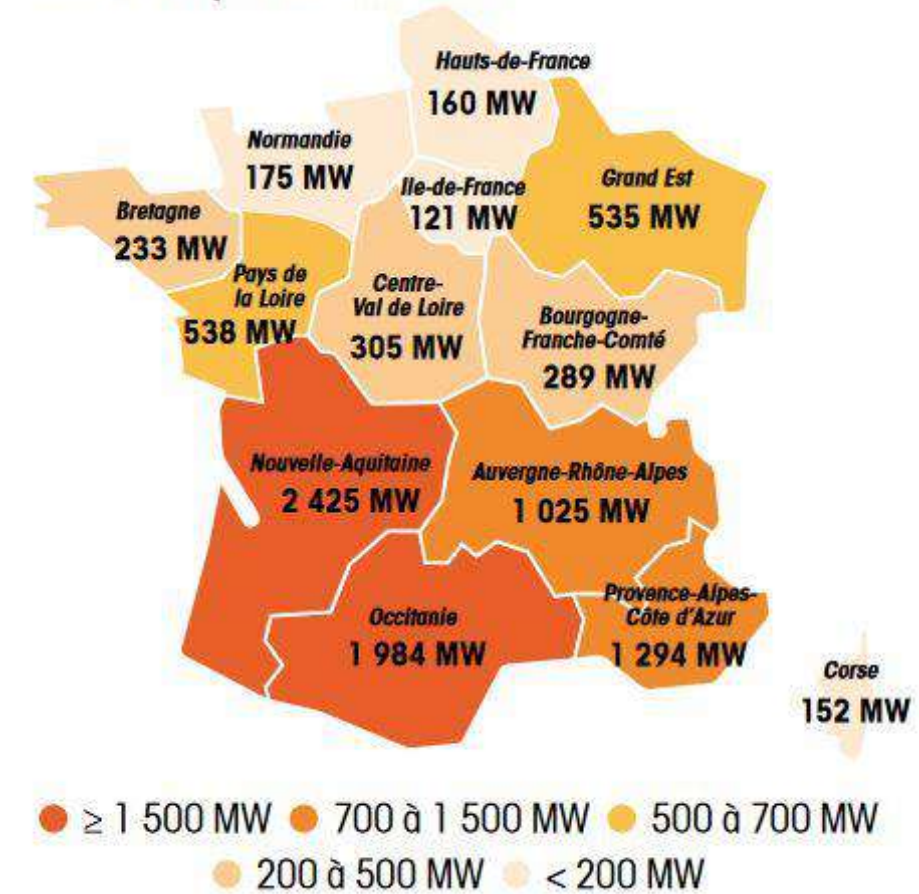 Hauts-de-France
160 MW
Normandie
175 MW
Ile-de-France
121 MW
Grand Est
535 MW
Bretagne
233 MW
Pays de
la Loire
538 MW
Centre-
Val de Loire
305 MW
Bourgogne-
Franche-Comté
289 MW
Nouvelle-Aquitaine
2 425 MW
Auvergne-Rhône-Alpes
1 025 MW
Occitanie
1 984 MW
Provence-Alpes-
Côte d'Azur
1 294 MW
Corse
152 MW
≥ 1 500 MW 700 à 1 500 MW 500 à 700 MW
200 à 500 MW < 200 MW